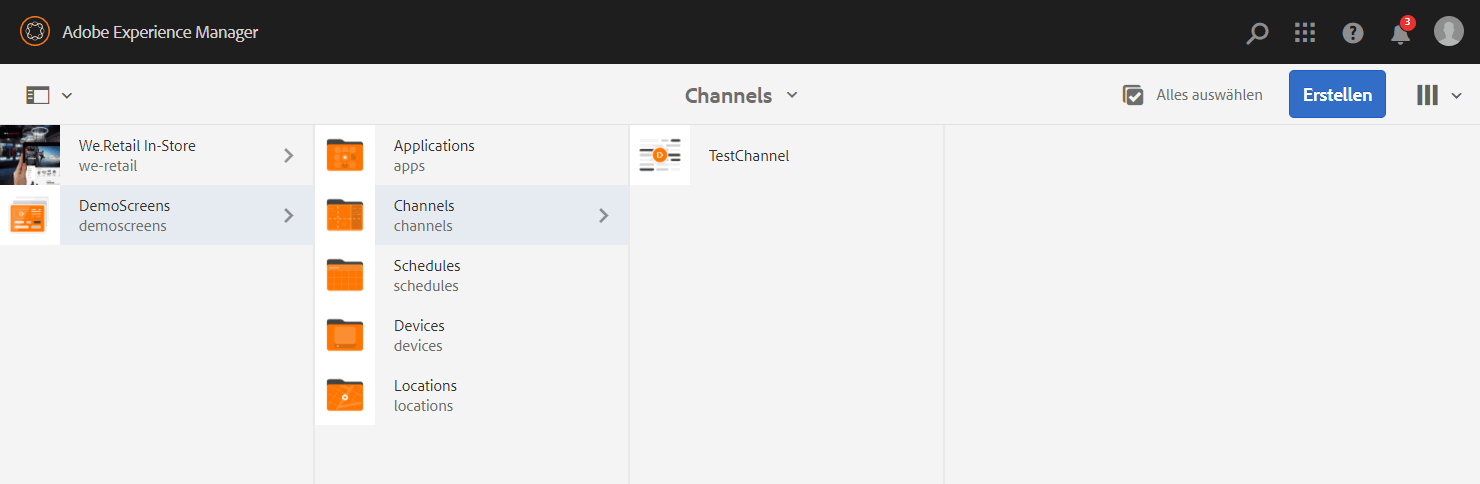 Adobe Experience Manager
3
Channels
Alles auswählen
Erstellen
We.Retail In-Store
we-retail
DemoScreens
demoscreens
Applications
apps
Channels
channels
Schedules
schedules
Devices
devices
Locations
locations
TestChannel